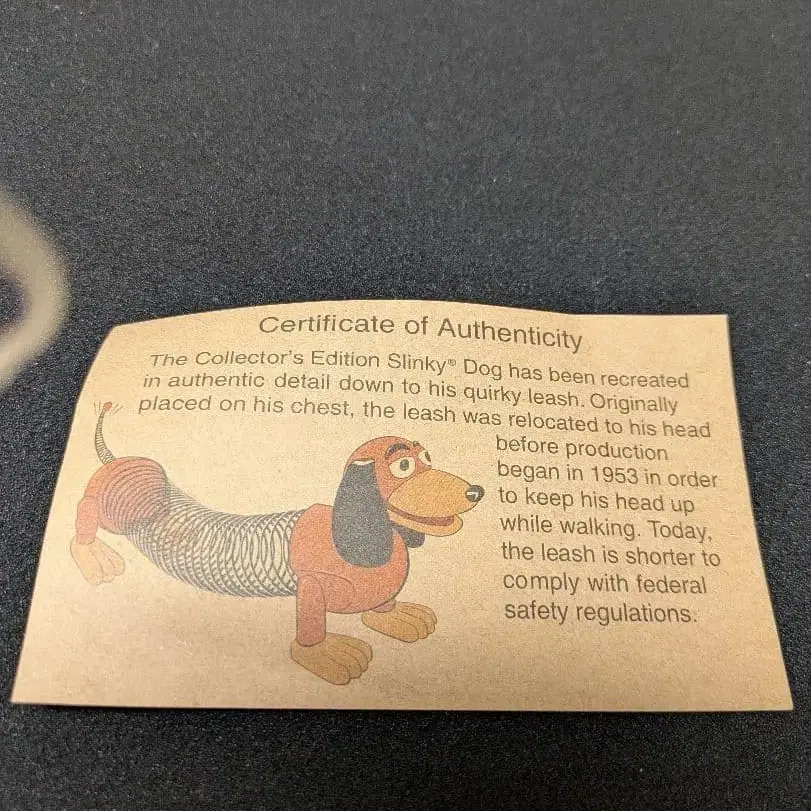 Certificate of Authenticity
The Collector's Edition Slinky® Dog has been recreated
in authentic detail down to his quirky leash. Originally
placed on his chest, the leash was relocated to his head
before production
began in 1953 in order
to keep his head up
while walking. Today,
the leash is shorter to
comply with federal
safety regulations.